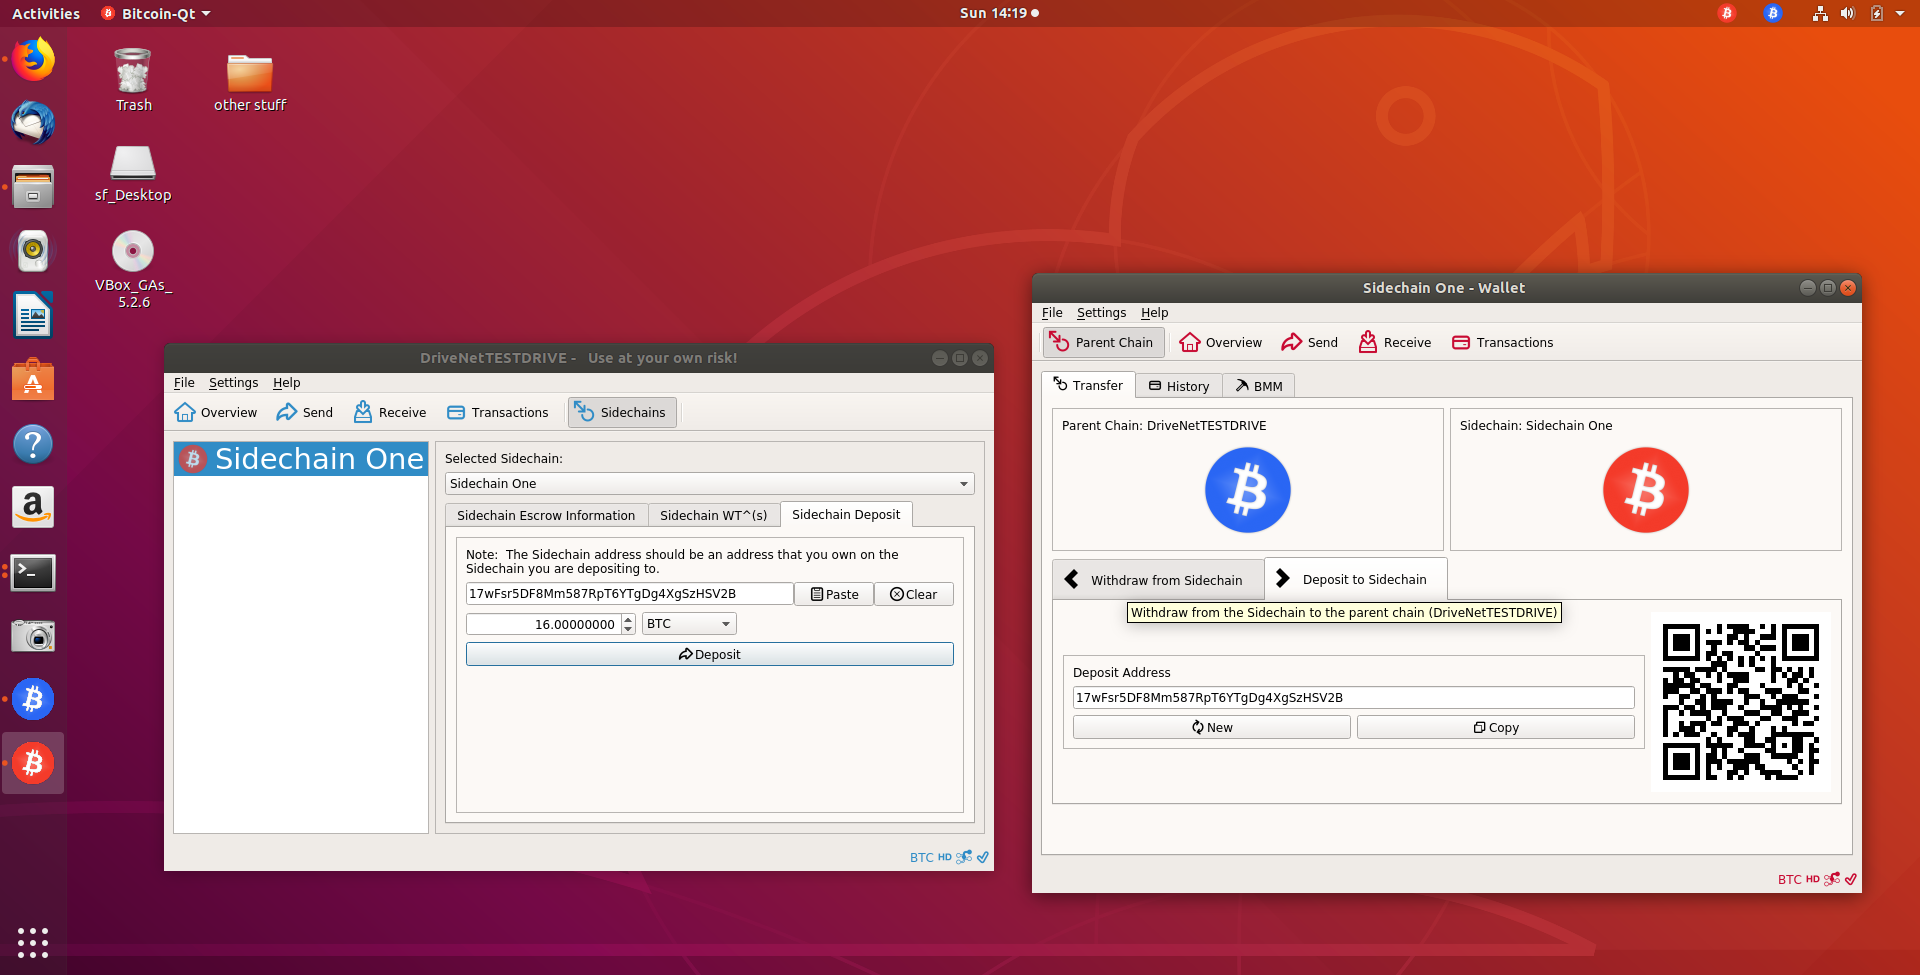 Activities
Bitcoin-Qt
Sun 14:19
Trash
other stuff
sf_Desktop
VBox_GAs_
5.2.6
DriveNetTESTDRIVE - Use at your own risk!
File Settings Help
Overview Send Receive Transactions Sidechains
Sidechain One
Selected Sidechain:
Sidechain One
Sidechain Escrow Information Sidechain WT^(s) Sidechain Deposit
Note: The Sidechain address should be an address that you own on the
Sidechain you are depositing to.
17wFsr5DF8Mm587RpT6YTgDg4XgSzHSV2B Paste Clear
16.00000000 BTC
Deposit
BTC HD
Sidechain One - Wallet
File Settings Help
Parent Chain Overview Send Receive Transactions
Transfer History BMM
Parent Chain: DriveNetTESTDRIVE
Sidechain: Sidechain One
Withdraw from Sidechain Deposit to Sidechain
Withdraw from the Sidechain to the parent chain (DriveNetTESTDRIVE)
Deposit Address
17wFsr5DF8Mm587RpT6YTgDg4XgSzHSV2B
New Copy
BTC HD